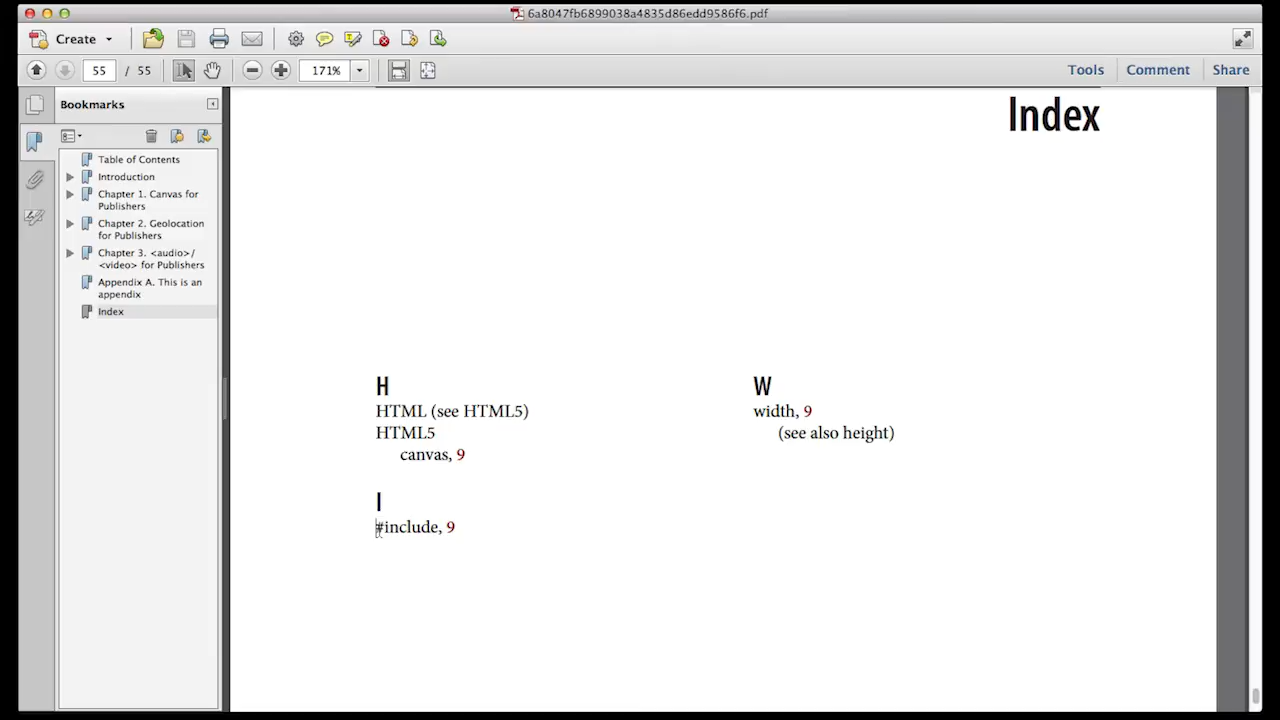 6a8047fb6899038a4835d86edd9586f6.pdf
Create
55 / 55
171%
Tools Comment Share
Bookmarks
Table of Contents
Introduction
Chapter 1. Canvas for
Publishers
Chapter 2. Geolocation
for Publishers
Chapter 3. <audio>/
<video> for Publishers
Appendix A. This is an
appendix
Index
Index
H
HTML (see HTML5)
HTML5
canvas, 9
I
#include, 9
W
width, 9
(see also height)